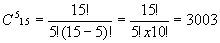 C⁵₁₅ = 15! / 5!(15 − 5)! = 15! / 5!x10! = 3003